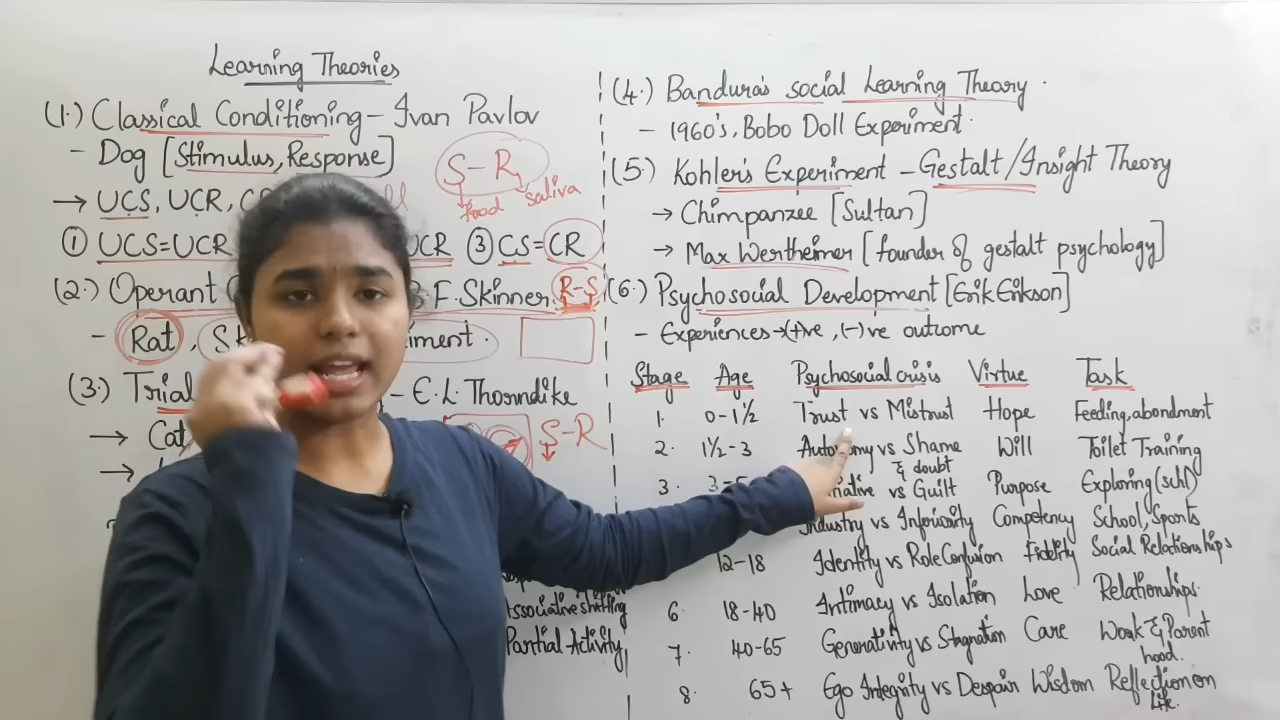 Learning Theories
(1.) Classical Conditioning - Ivan Pavlov
- Dog [Stimulus, Response]
S - R
food saliva
→ UCS, UCR,
① UCS=UCR UCR ③ CS=CR
(2.) Operant B.F. Skinner R-S
- Rat,
(3.) Trial - E.L. Thorndike
→ Cat S-R
Associative shifting
Partial Activity
(4.) Bandura's social Learning Theory
- 1960's, Bobo Doll Experiment
(5.) Kohler's Experiment - Gestalt/Insight Theory
→ Chimpanzee [Sultan]
→ Max Wertheimer [founder of gestalt psychology]
(6.) Psychosocial Development [Erik Erikson]
- Experiences → (+)ve, (-)ve outcome
Stage Age Psychosocial crisis Virtue Task
1. 0-1½ Trust vs Mistrust Hope Feeding, abondment
2. 1½-3 Autonomy vs Shame & doubt Will Toilet Training
3. vs Guilt Purpose Exploring (schl)
Industry vs Inferiority Competency School, Sports
12-18 Identity vs Role Confusion Fidelity Social Relationships
6. 18-40 Intimacy vs Isolation Love Relationships
7. 40-65 Generativity vs Stagnation Care Work & Parent hood.
8. 65+ Ego Integrity vs Despair Wisdom Reflection on Life.